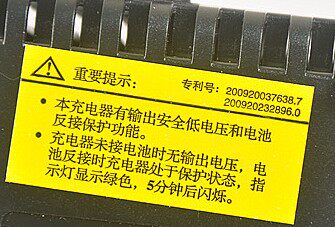 重要提示:
专利号: 200920037638.7
200920232896.0
• 本充电器有输出安全低电压和电池
反接保护功能。
• 充电器未接电池时无输出电压，电
池反接时充电器处于保护状态，指
示灯显示绿色，5分钟后闪烁。